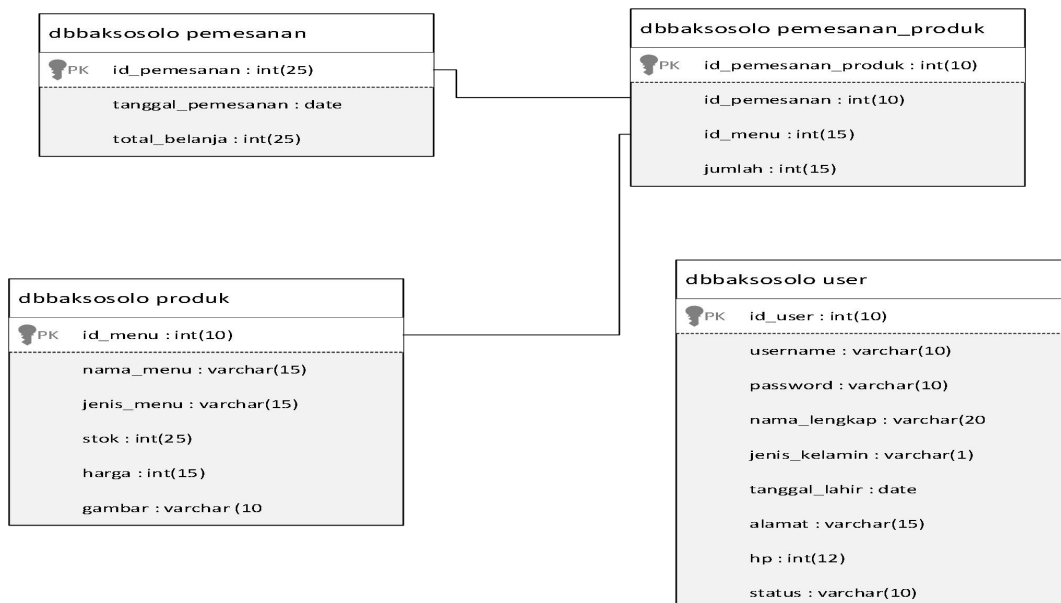 dbbaksosolo pemesanan
PK id_pemesanan : int(25)
tanggal_pemesanan : date
total_belanja : int(25)
dbbaksosolo pemesanan_produk
PK id_pemesanan_produk : int(10)
id_pemesanan : int(10)
id_menu : int(15)
jumlah : int(15)
dbbaksosolo produk
PK id_menu : int(10)
nama_menu : varchar(15)
jenis_menu : varchar(15)
stok : int(25)
harga : int(15)
gambar : varchar (10
dbbaksosolo user
PK id_user : int(10)
username : varchar(10)
password : varchar(10)
nama_lengkap : varchar(20
jenis_kelamin : varchar(1)
tanggal_lahir : date
alamat : varchar(15)
hp : int(12)
status : varchar(10)